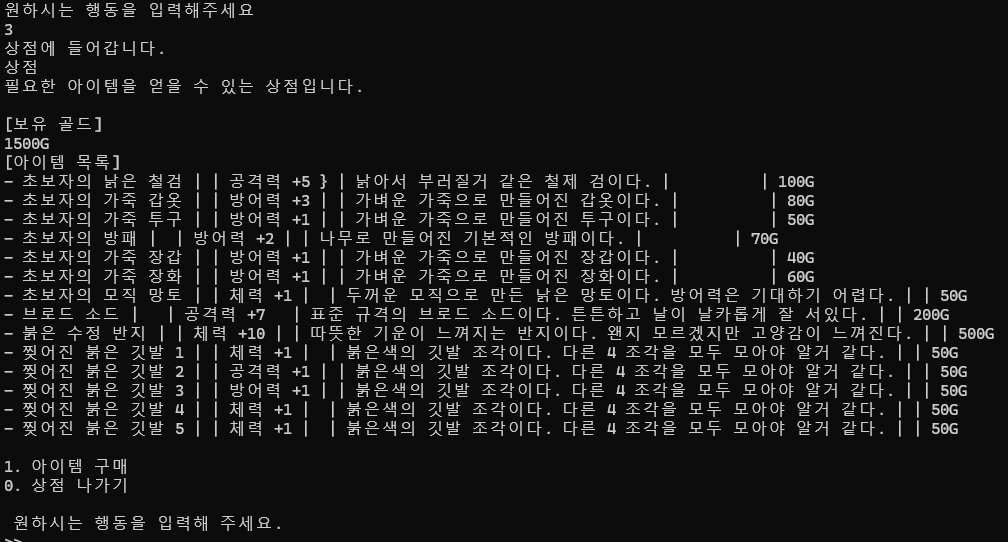 원하시는 행동을 입력해주세요
3
상점에 들어갑니다.
상점
필요한 아이템을 얻을 수 있는 상점입니다.
[보유 골드]
1500G
[아이템 목록]
- 초보자의 낡은 철검 | | 공격력 +5 } | 낡아서 부러질거 같은 철제 검이다. |          | 100G
- 초보자의 가죽 갑옷 | | 방어력 +3 | | 가벼운 가죽으로 만들어진 갑옷이다. |          | 80G
- 초보자의 가죽 투구 | | 방어력 +1 | | 가벼운 가죽으로 만들어진 투구이다. |          | 50G
- 초보자의 방패 |  | 방어력 +2 | | 나무로 만들어진 기본적인 방패이다. |          | 70G
- 초보자의 가죽 장갑 | | 방어력 +1 | | 가벼운 가죽으로 만들어진 장갑이다. |          | 40G
- 초보자의 가죽 장화 | | 방어력 +1 | | 가벼운 가죽으로 만들어진 장화이다. |          | 60G
- 초보자의 모직 망토 | | 체력 +1 |  | 두꺼운 모직으로 만든 낡은 망토이다. 방어력은 기대하기 어렵다. | | 50G
- 브로드 소드 |   | 공격력 +7   | 표준 규격의 브로드 소드이다. 튼튼하고 날이 날카롭게 잘 서있다. | | 200G
- 붉은 수정 반지 | | 체력 +10 | | 따뜻한 기운이 느껴지는 반지이다. 왠지 모르겠지만 고양감이 느껴진다. | | 500G
- 찢어진 붉은 깃발 1 | | 체력 +1 |  | 붉은색의 깃발 조각이다. 다른 4 조각을 모두 모아야 알거 같다. | | 50G
- 찢어진 붉은 깃발 2 | | 공격력 +1 | | 붉은색의 깃발 조각이다. 다른 4 조각을 모두 모아야 알거 같다. | | 50G
- 찢어진 붉은 깃발 3 | | 방어력 +1 | | 붉은색의 깃발 조각이다. 다른 4 조각을 모두 모아야 알거 같다. | | 50G
- 찢어진 붉은 깃발 4 | | 체력 +1 |  | 붉은색의 깃발 조각이다. 다른 4 조각을 모두 모아야 알거 같다. | | 50G
- 찢어진 붉은 깃발 5 | | 체력 +1 |  | 붉은색의 깃발 조각이다. 다른 4 조각을 모두 모아야 알거 같다. | | 50G
1. 아이템 구매
0. 상점 나가기
원하시는 행동을 입력해 주세요.
>>